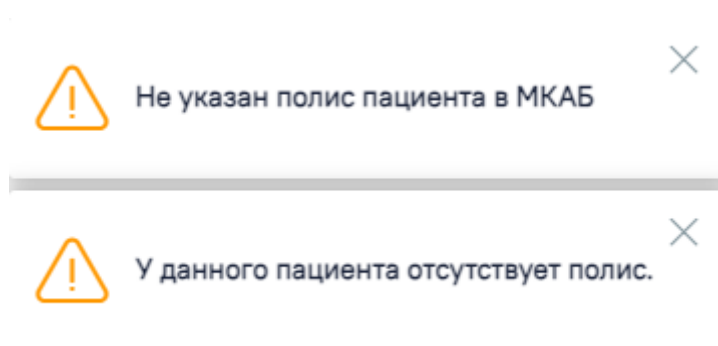 Не указан полис пациента в МКАБ
У данного пациента отсутствует полис.